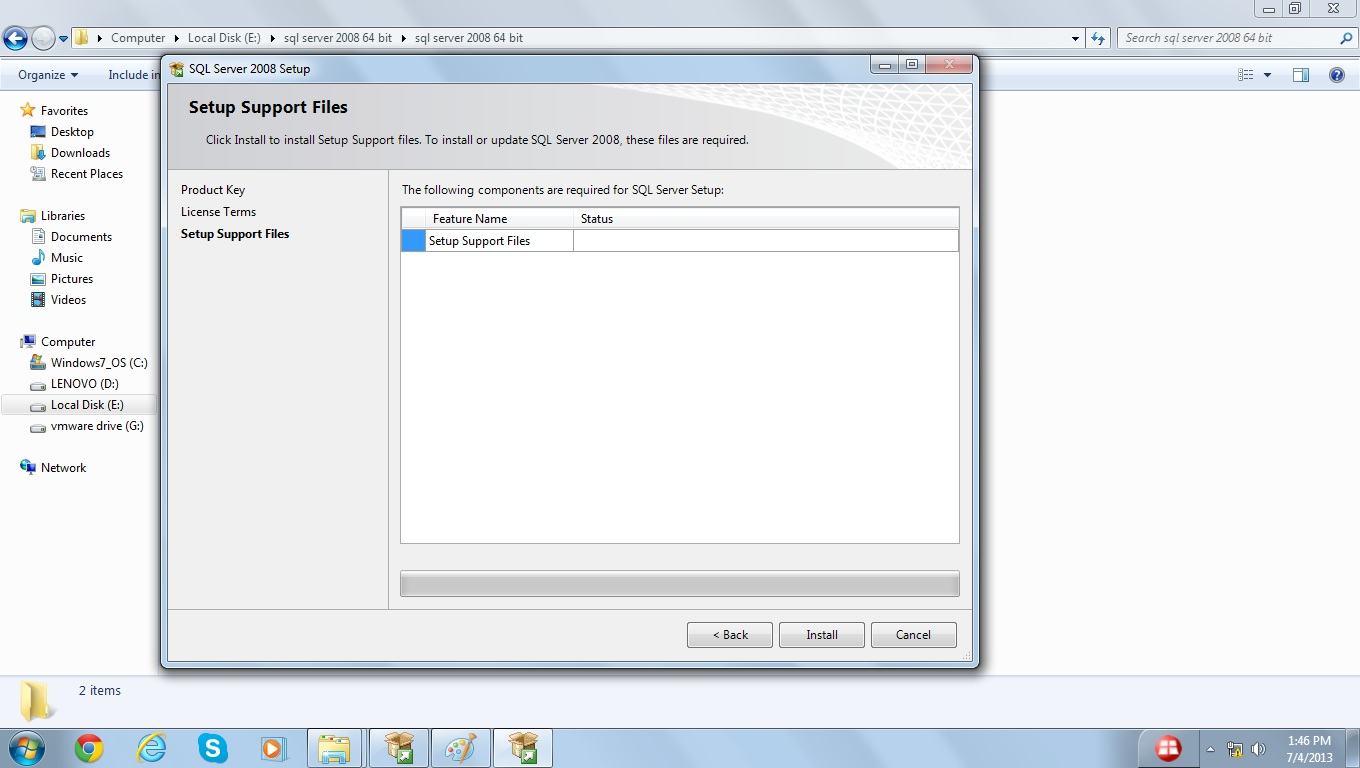 Computer Local Disk (E:) sql server 2008 64 bit sql server 2008 64 bit
Search sql server 2008 64 bit
Organize
Include in
Favorites
Desktop
Downloads
Recent Places
Libraries
Documents
Music
Pictures
Videos
Computer
Windows7_OS (C:)
LENOVO (D:)
Local Disk (E:)
vmware drive (G:)
Network
SQL Server 2008 Setup
Setup Support Files
Click Install to install Setup Support files. To install or update SQL Server 2008, these files are required.
Product Key
License Terms
Setup Support Files
The following components are required for SQL Server Setup:
Feature Name Status
Setup Support Files
< Back
Install
Cancel
2 items
1:46 PM
7/4/2013